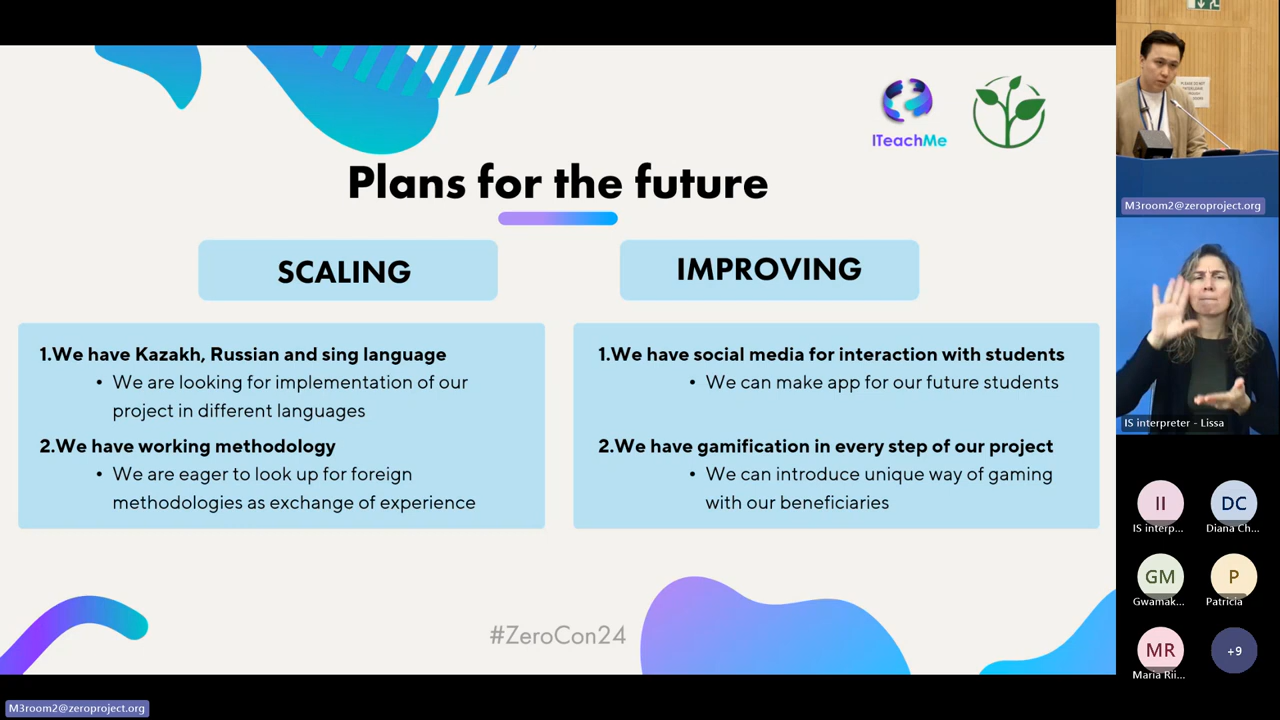 ITeachMe
Plans for the future
SCALING
1.We have Kazakh, Russian and sing language
• We are looking for implementation of our
project in different languages
2.We have working methodology
• We are eager to look up for foreign
methodologies as exchange of experience
IMPROVING
1.We have social media for interaction with students
• We can make app for our future students
2.We have gamification in every step of our project
• We can introduce unique way of gaming
with our beneficiaries
#ZeroCon24
M3room2@zeroproject.org
M3room2@zeroproject.org
IS interpreter - Lissa
II
IS interp...
DC
Diana Ch...
GM
Gwamak...
P
Patricia
MR
Maria Rii...
+9